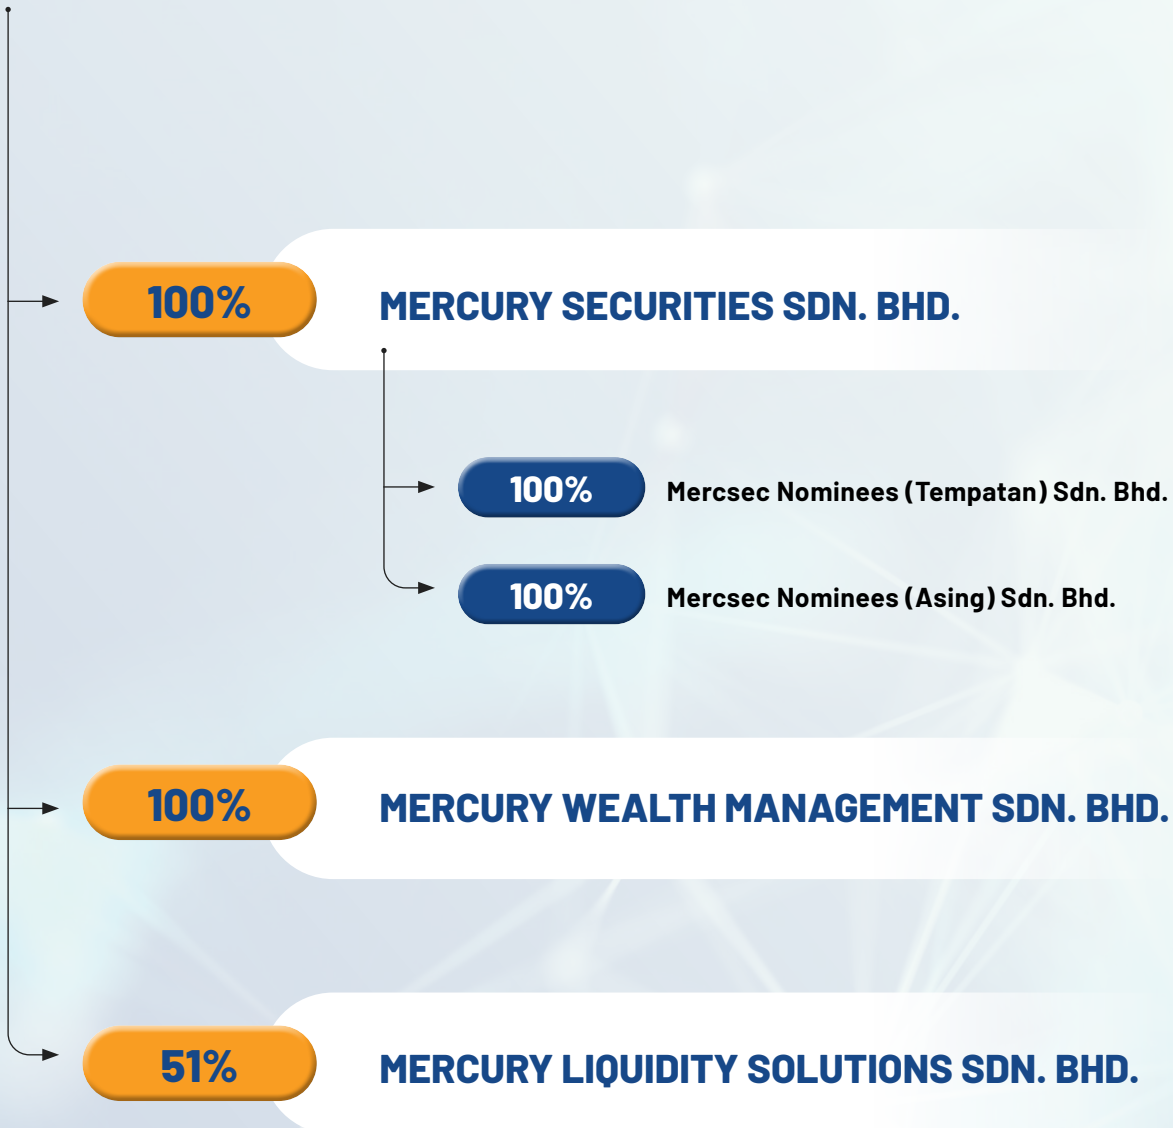 100%
MERCURY SECURITIES SDN. BHD.
100%
Mercsec Nominees (Tempatan) Sdn. Bhd.
100%
Mercsec Nominees (Asing) Sdn. Bhd.
100%
MERCURY WEALTH MANAGEMENT SDN. BHD.
51%
MERCURY LIQUIDITY SOLUTIONS SDN. BHD.